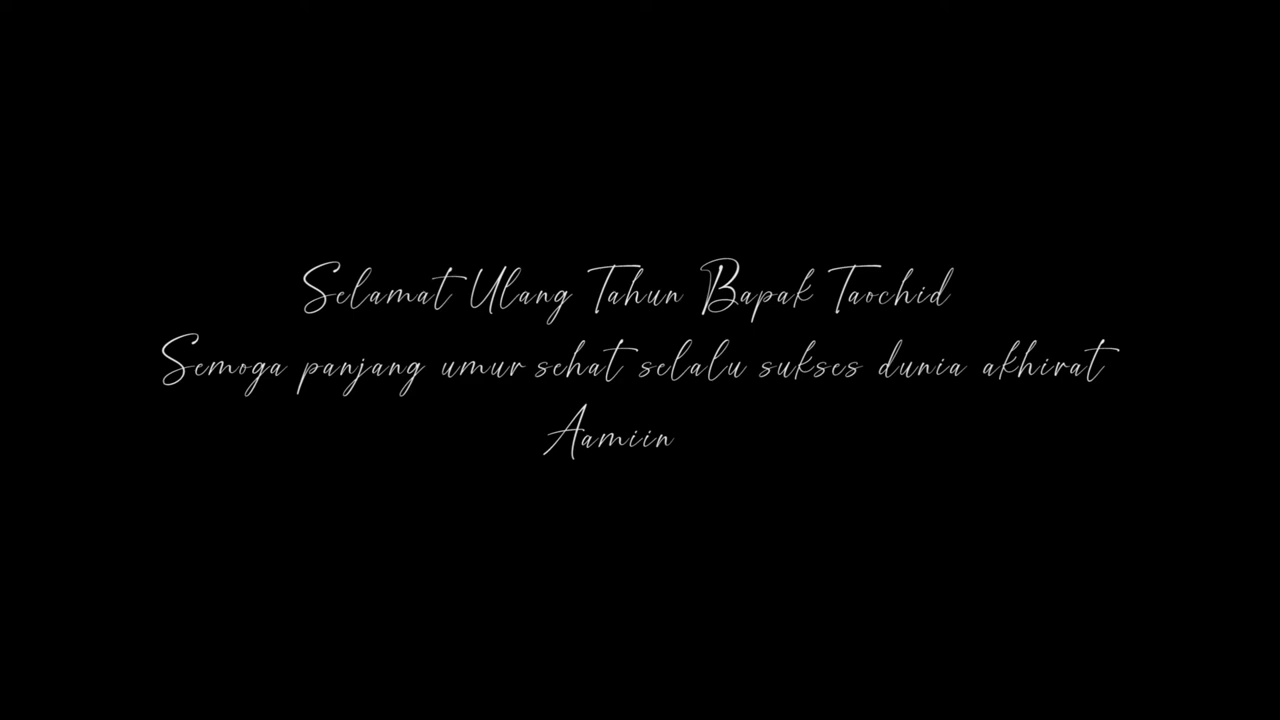 Selamat Ulang Tahun Bapak Taochid
Semoga panjang umur sehat selalu sukses dunia akhirat
Aamiin